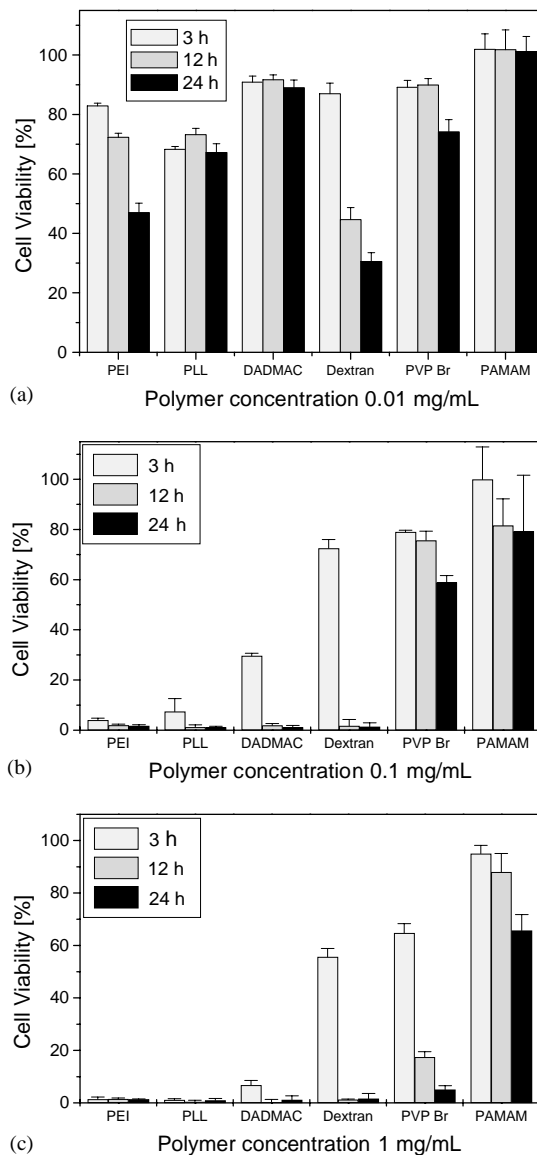 3 h
12 h
24 h
100
80
60
40
20
0
Cell Viability [%]
PEI PLL DADMAC Dextran PVP Br PAMAM
(a) Polymer concentration 0.01 mg/mL
3 h
12 h
24 h
100
80
60
40
20
0
Cell Viability [%]
PEI PLL DADMAC Dextran PVP Br PAMAM
(b) Polymer concentration 0.1 mg/mL
3 h
12 h
24 h
100
80
60
40
20
0
Cell Viability [%]
PEI PLL DADMAC Dextran PVP Br PAMAM
(c) Polymer concentration 1 mg/mL